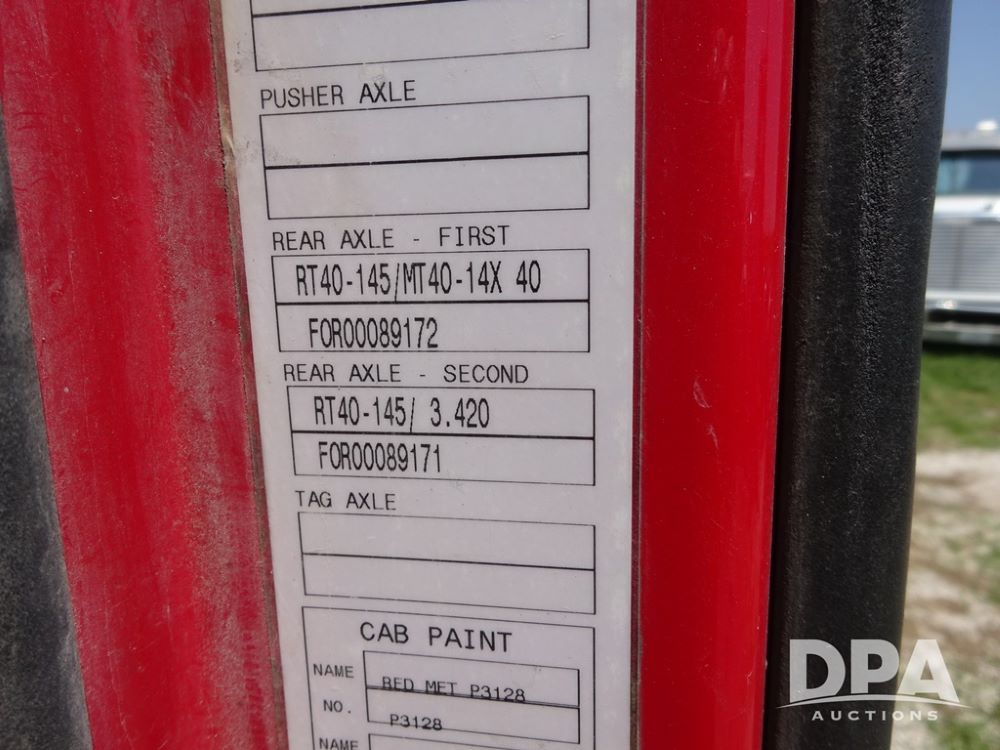 PUSHER AXLE
REAR AXLE - FIRST
RT40-145/MT40-14X 40
FOR00089172
REAR AXLE - SECOND
RT40-145/ 3.420
FOR00089171
TAG AXLE
CAB PAINT
NAME RED MET P3128
NO. P3128
NAME
DPA
AUCTIONS